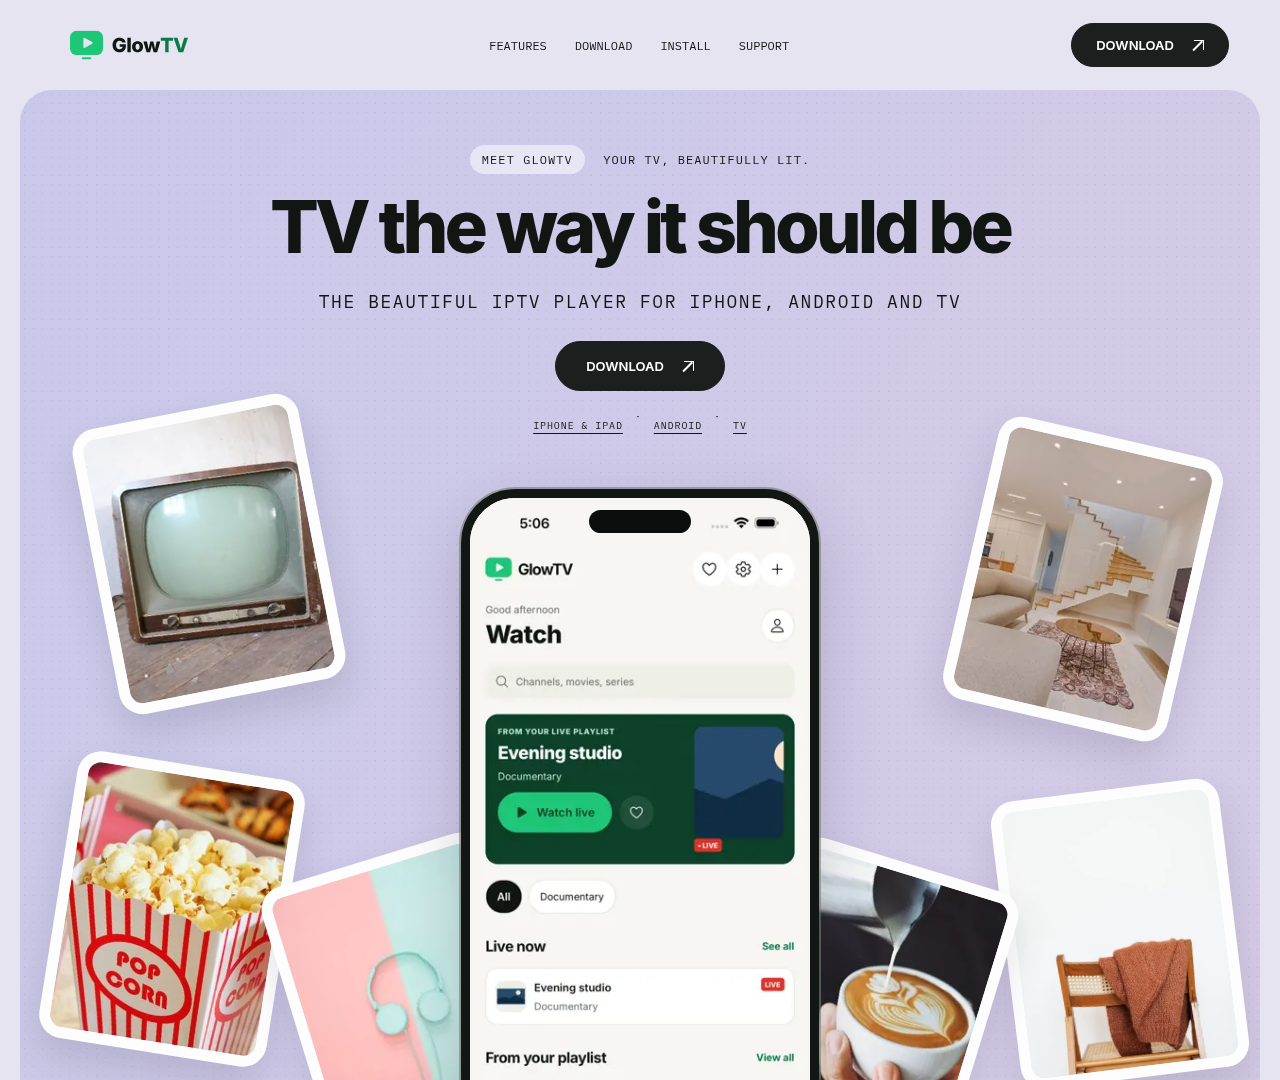 GlowTV
FEATURES DOWNLOAD INSTALL SUPPORT
DOWNLOAD
MEET GLOWTV YOUR TV, BEAUTIFULLY LIT.
TV the way it should be
THE BEAUTIFUL IPTV PLAYER FOR IPHONE, ANDROID AND TV
DOWNLOAD
IPHONE & IPAD · ANDROID · TV
5:06
GlowTV
Good afternoon
Watch
Channels, movies, series
FROM YOUR LIVE PLAYLIST
Evening studio
Documentary
Watch live
• LIVE
All Documentary
Live now See all
Evening studio LIVE
Documentary
From your playlist View all
POP
CORN
POP
CORN